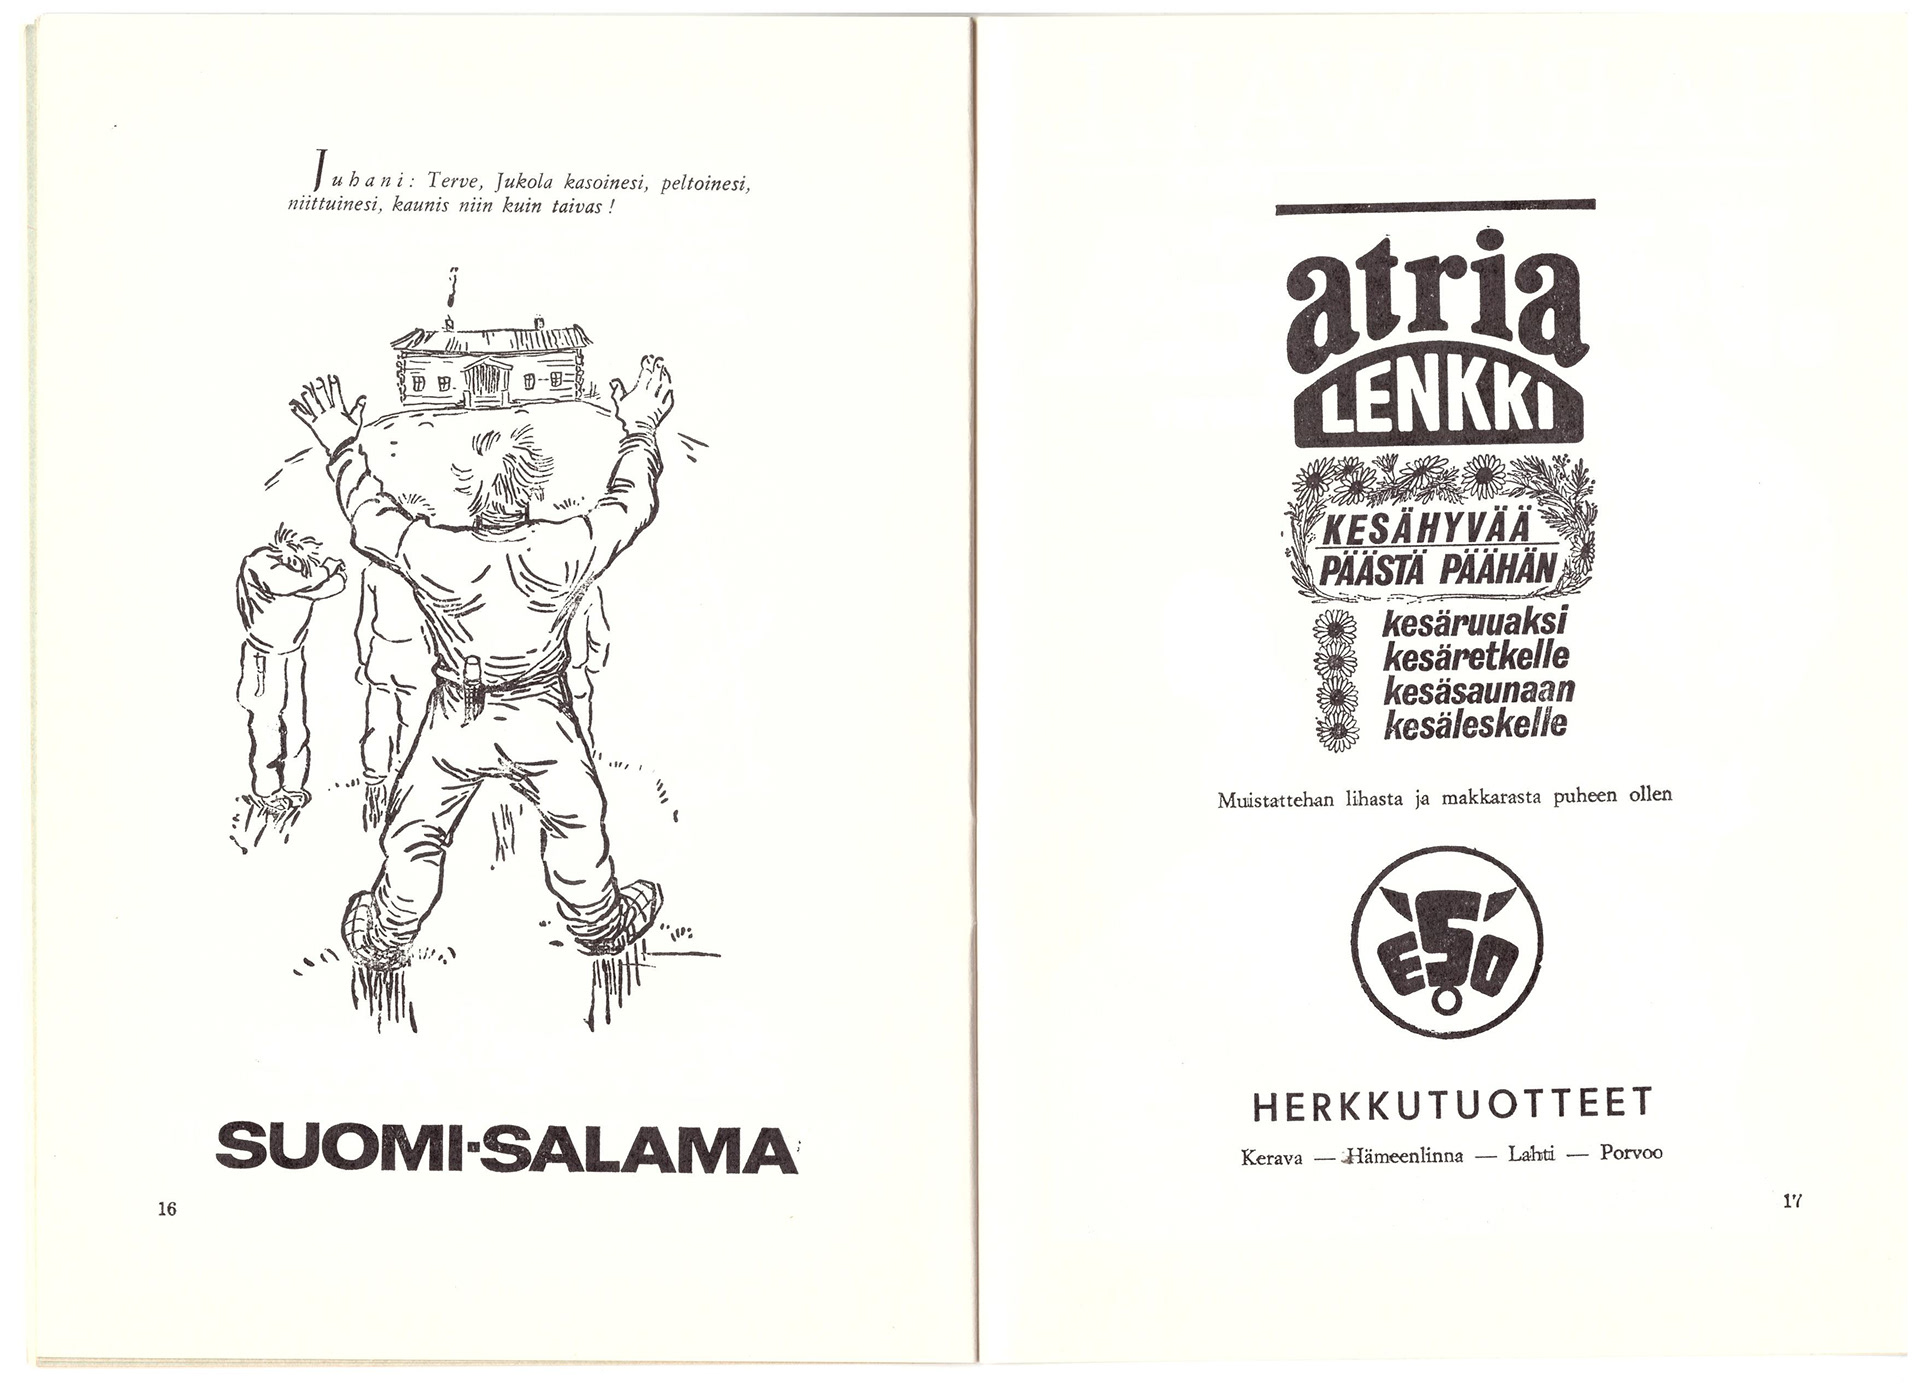 Juhani: Terve, Jukola kasoinesi, peltoinesi,
niittuinesi, kaunis niin kuin taivas!
SUOMI-SALAMA
16
atria
LENKKI
KESÄHYVÄÄ
PÄÄSTÄ PÄÄHÄN
kesäruuaksi
kesäretkelle
kesäsaunaan
kesäleskelle
Muistattehan lihasta ja makkarasta puheen ollen
ESO
HERKKUTUOTTEET
Kerava — Hämeenlinna — Lahti — Porvoo
17